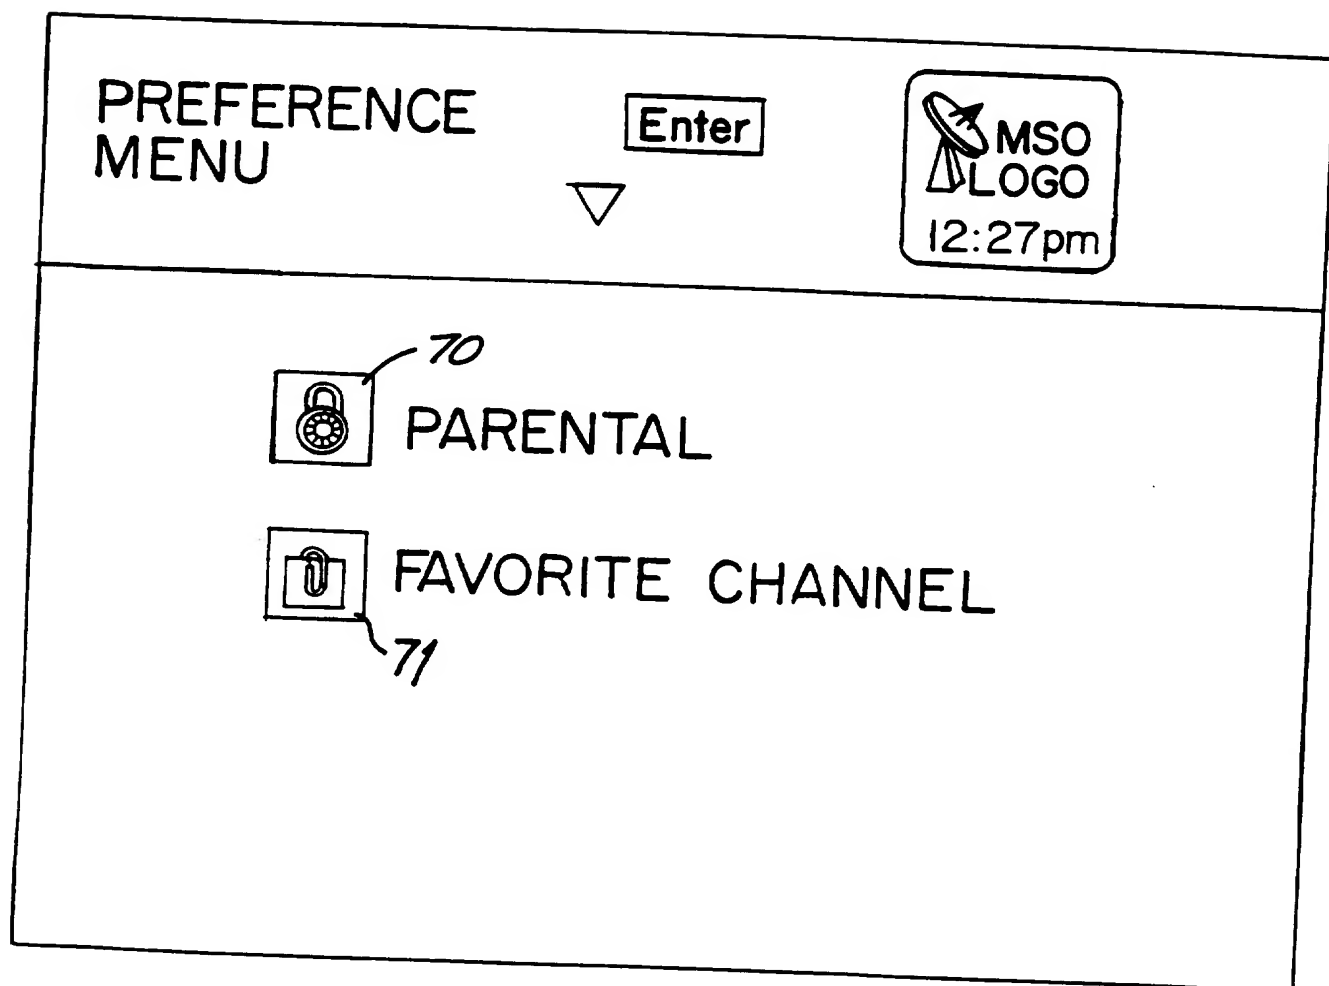 PREFERENCE
MENU
Enter
MSO
LOGO
12:27pm
70
PARENTAL
FAVORITE CHANNEL
71